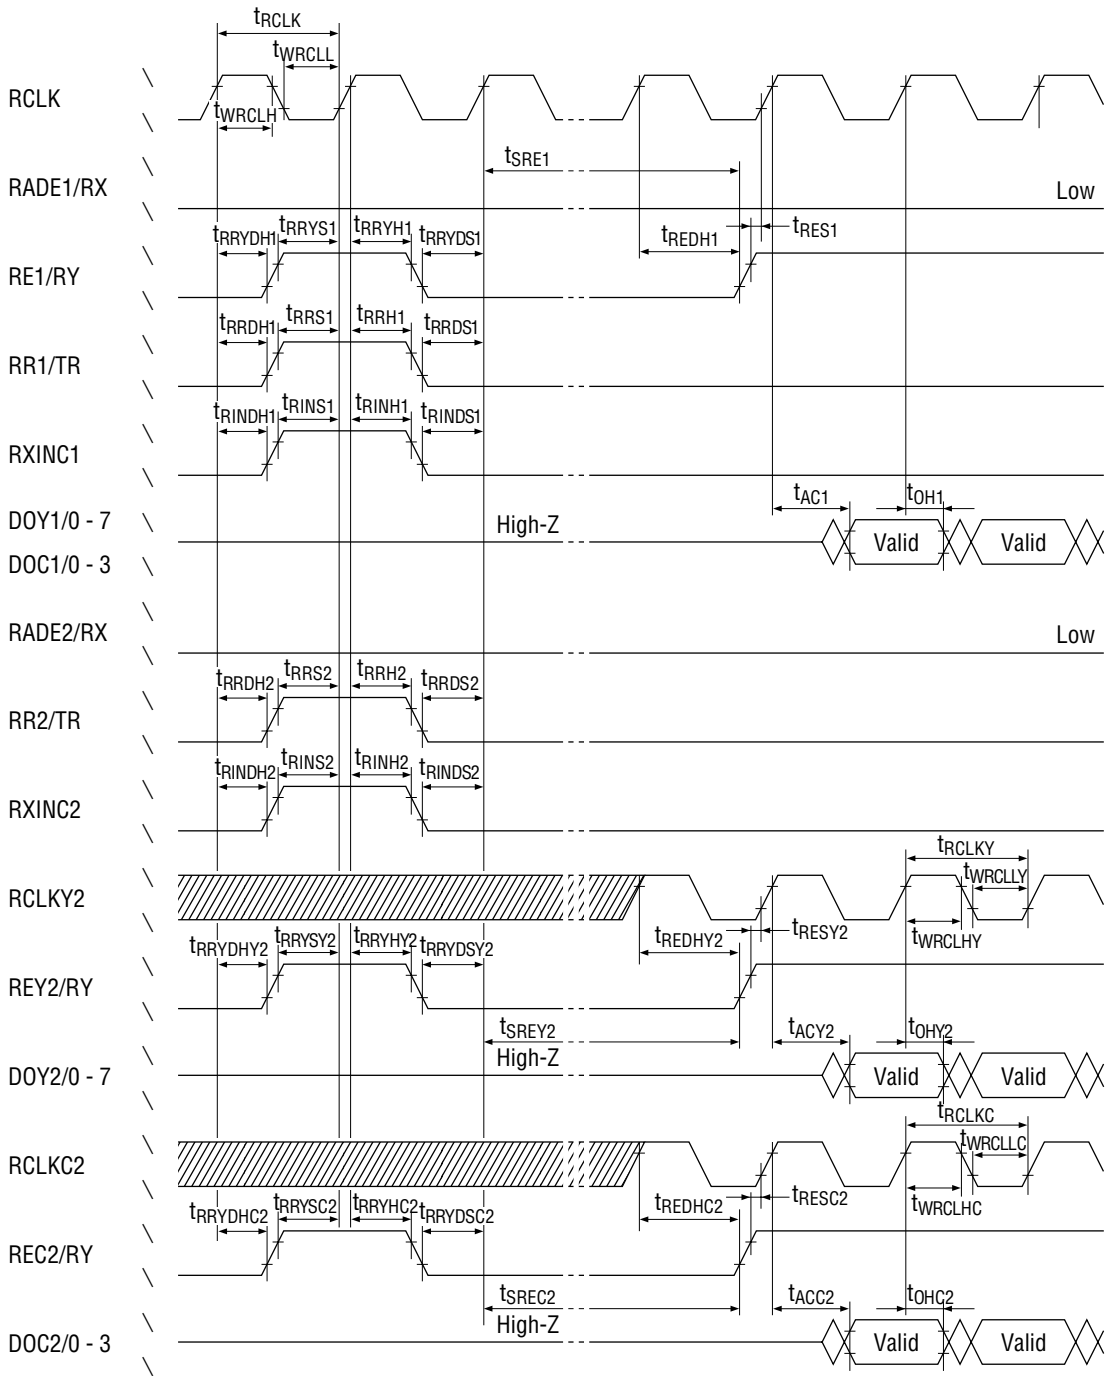 tRCLK
tWRCLL
RCLK
tWRCLH
tSRE1
RADE1/RX
Low
tRRYDH1 tRRYS1 tRRYH1 tRRYDS1
tREDH1
tRES1
RE1/RY
tRRDH1 tRRS1 tRRH1 tRRDS1
RR1/TR
tRINDH1 tRINS1 tRINH1 tRINDS1
RXINC1
tAC1 tOH1
DOY1/0 - 7
High-Z
Valid Valid
DOC1/0 - 3
RADE2/RX
Low
tRRDH2 tRRS2 tRRH2 tRRDS2
RR2/TR
tRINDH2 tRINS2 tRINH2 tRINDS2
RXINC2
tRCLKY
tWRCLLY
RCLKY2
tWRCLHY
tRRYDHY2 tRRYSY2 tRRYHY2 tRRYDSY2
tREDHY2
tRESY2
REY2/RY
tSREY2
tACY2 tOHY2
High-Z
DOY2/0 - 7
Valid Valid
tRCLKC
tWRCLLC
RCLKC2
tWRCLHC
tRRYDHC2 tRRYSC2 tRRYHC2 tRRYDSC2
tREDHC2
tRESC2
REC2/RY
tSREC2
tACC2 tOHC2
High-Z
DOC2/0 - 3
Valid Valid